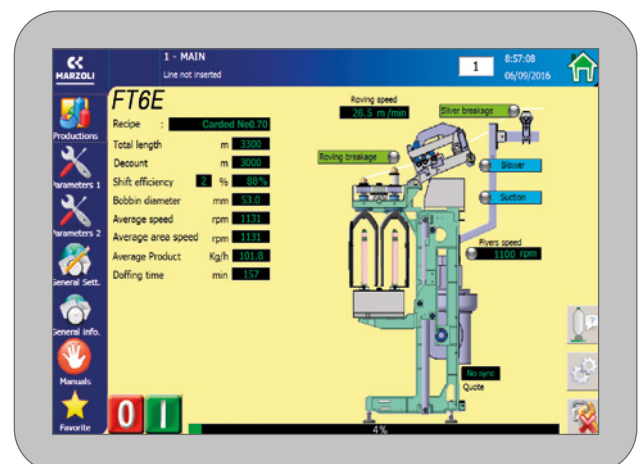 MARZOLI
1 - MAIN
Line not inserted
1
8:57:08
06/09/2016
Productions
Parameters 1
Parameters 2
General Sett.
General Info.
Manuals
Favorite
FT6E
Recipe : Carded Ne0.70
Total length m 3300
Decount m 3000
Shift efficiency 2 % 88%
Bobbin diameter mm 53.0
Average speed rpm 1131
Average area speed rpm 1131
Average Product Kg/h 101.8
Doffing time min 157
Roving speed
26.5 m/min
Silver breakage
Roving breakage
Blower
Suction
Flyers speed
1100 rpm
No sync
Quote
?
0 I
4%